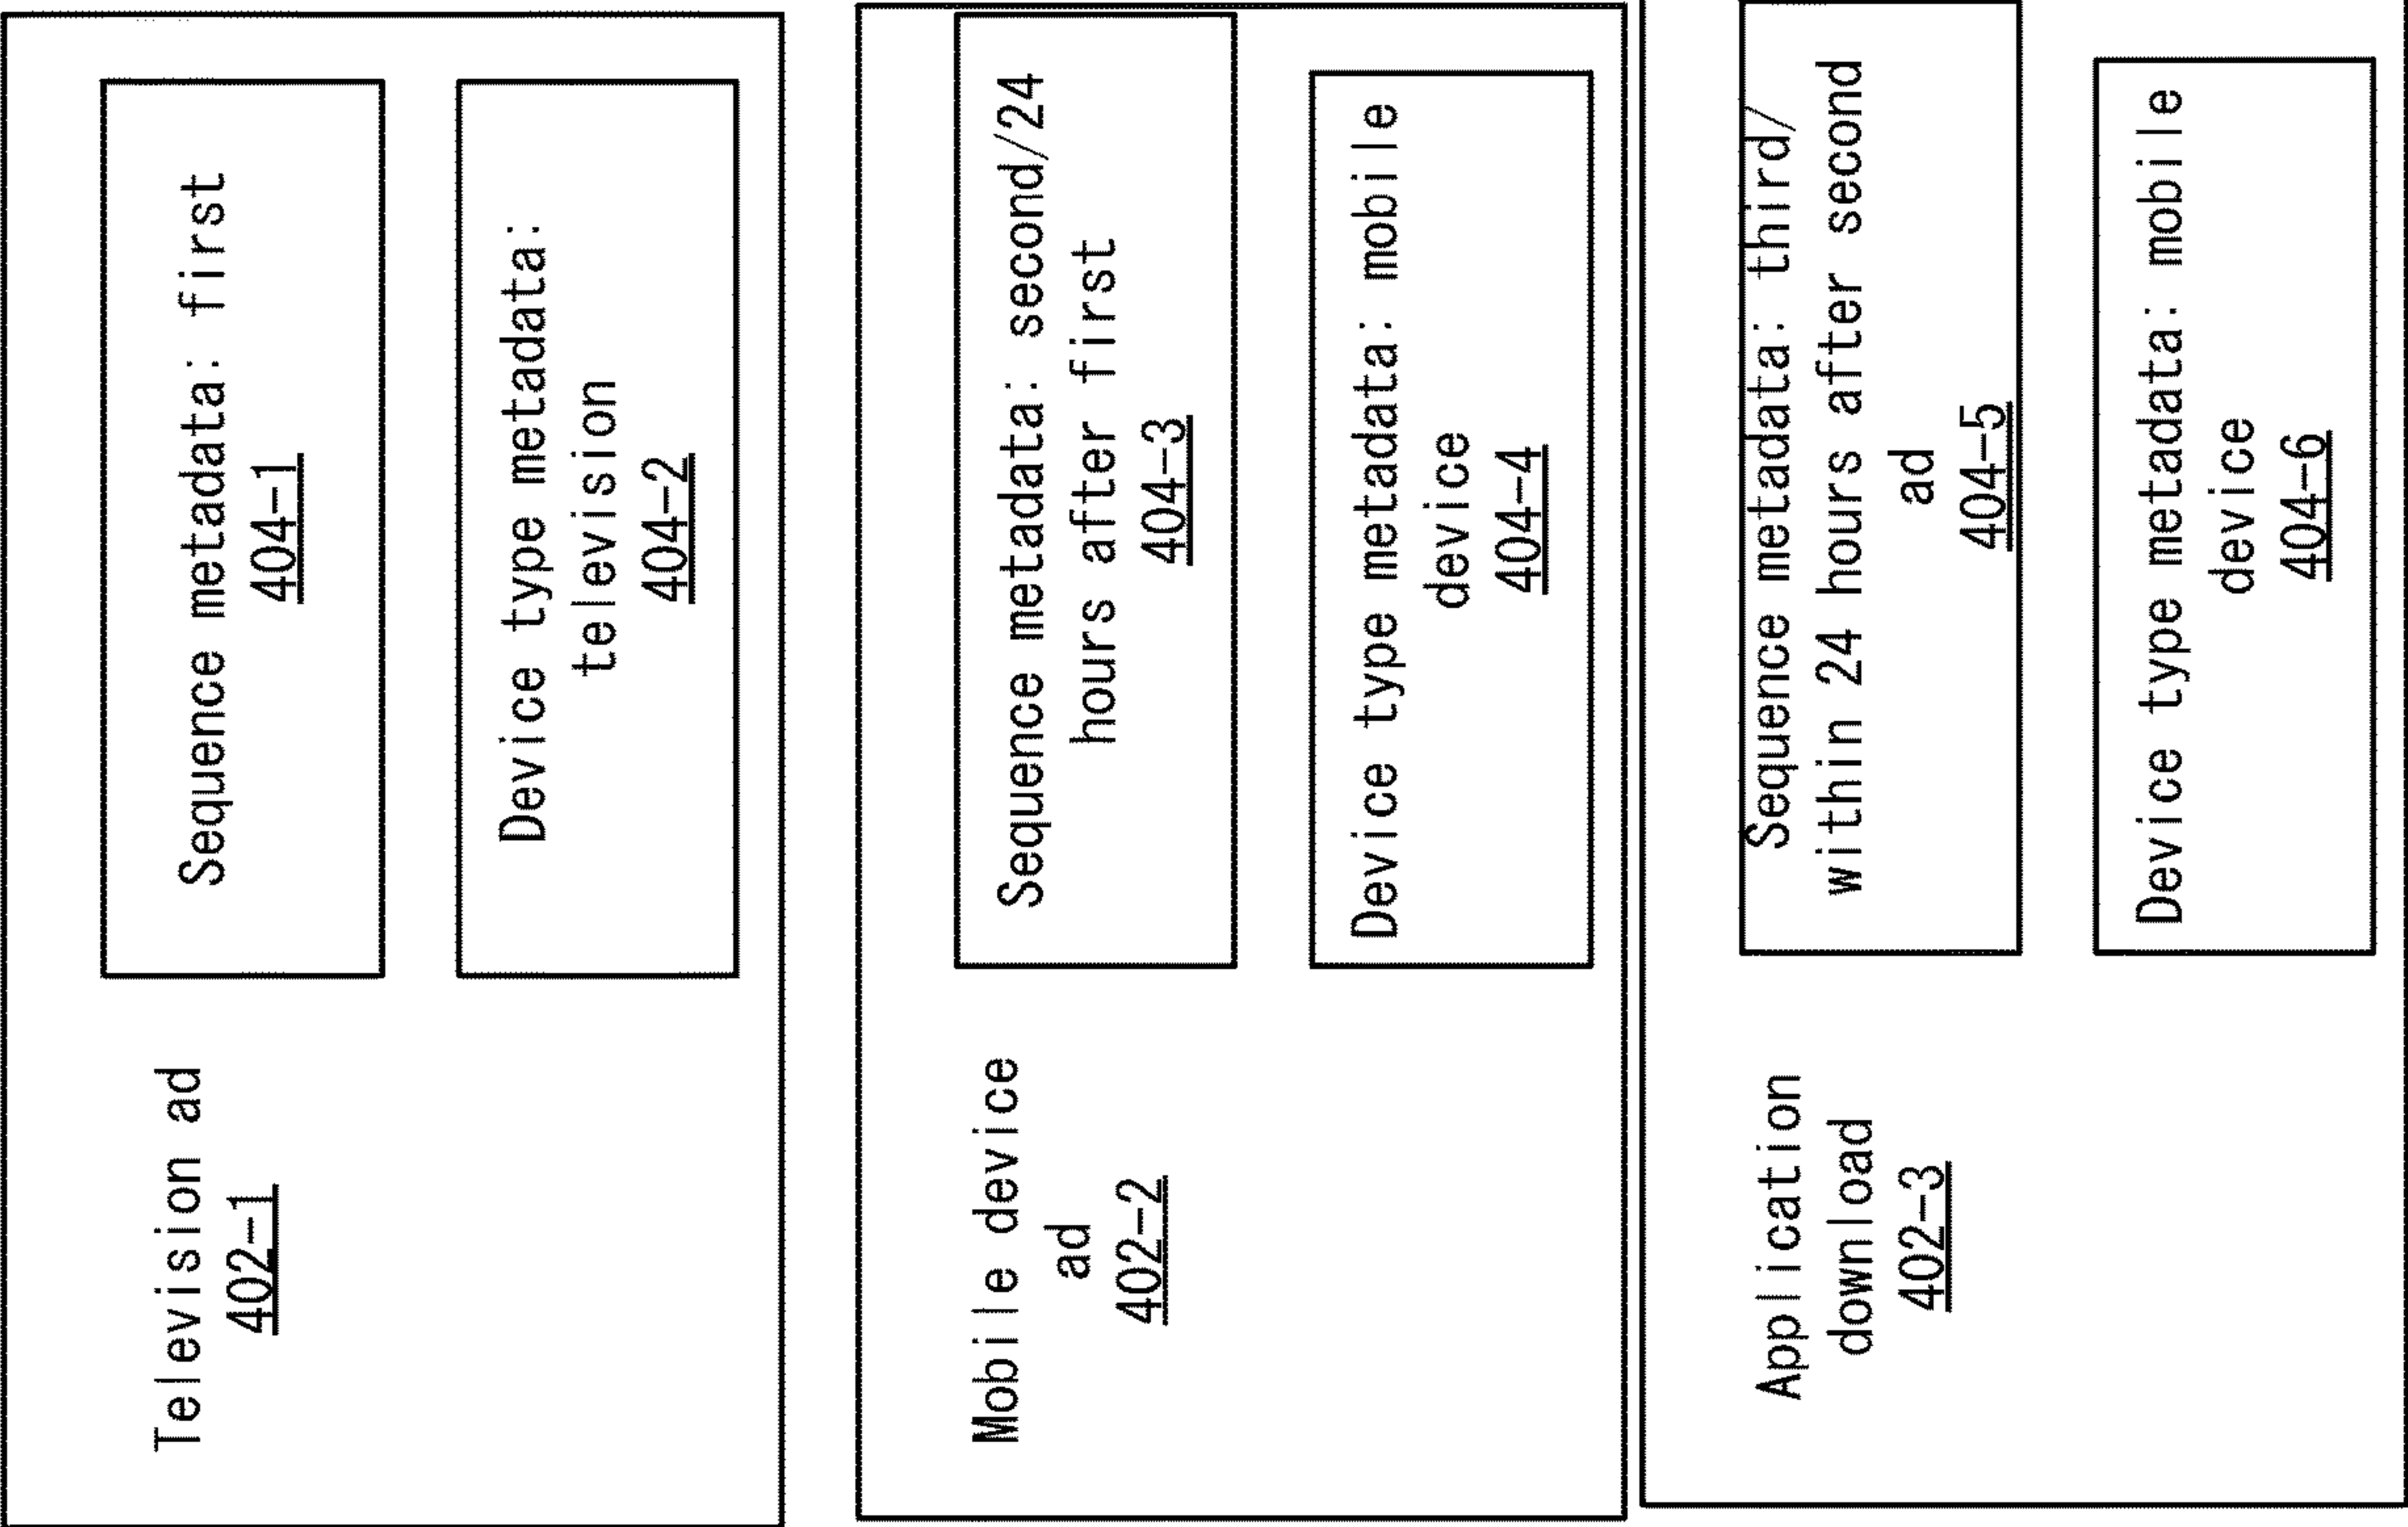 Television ad
402-1
Sequence metadata: first
404-1
Device type metadata:
television
404-2
Mobile device
ad
402-2
Sequence metadata: second/24
hours after first
404-3
Device type metadata: mobile
device
404-4
Application
download
402-3
Sequence metadata: third/
within 24 hours after second
ad
404-5
Device type metadata: mobile
device
404-6